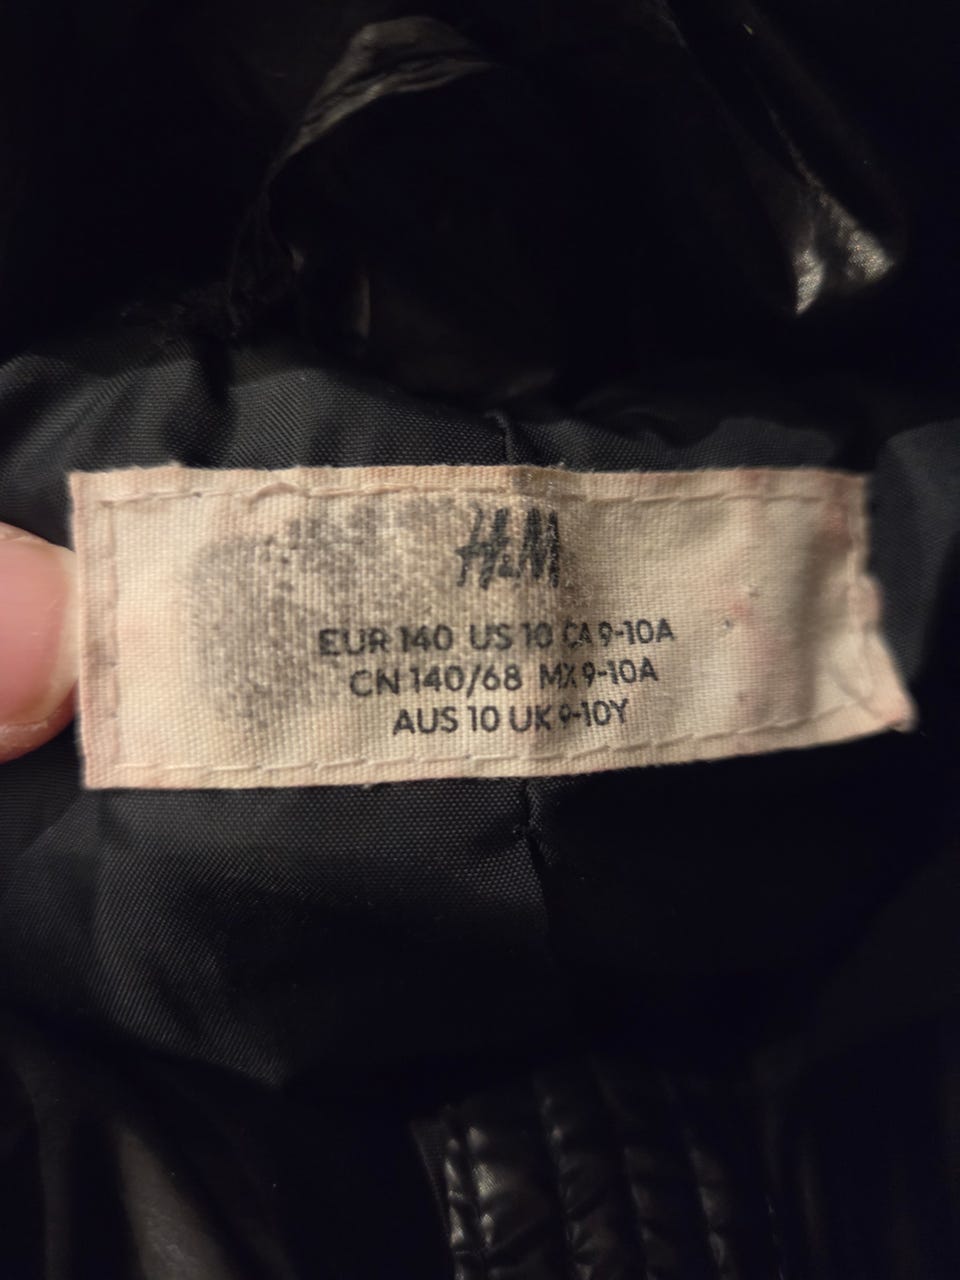 H&M
EUR 140 US 10 CA 9-10A
CN 140/68 MX 9-10A
AUS 10 UK 9-10Y